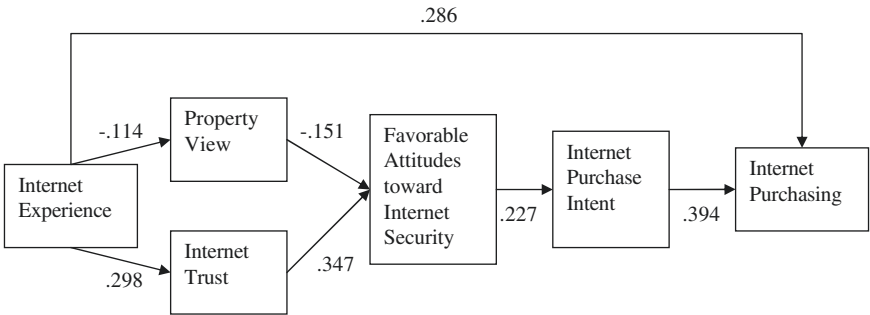 .286
-.114
Property
View
-.151
Favorable
Attitudes
toward
Internet
Security
Internet
Experience
.298
Internet
Trust
.347
.227
Internet
Purchase
Intent
.394
Internet
Purchasing